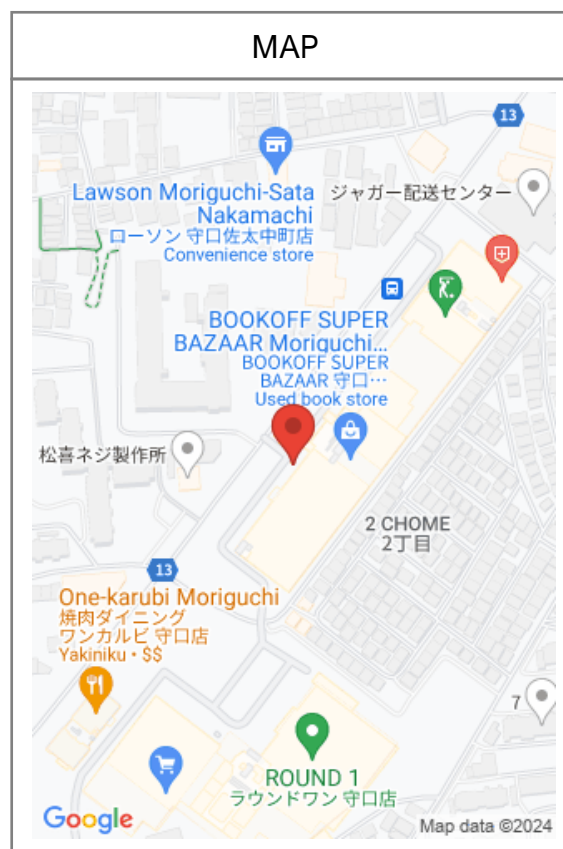 MAP
13
Lawson Moriguchi-Sata
Nakamachi
ローソン 守口佐太中町店
Convenience store
ジャガー配送センター
BOOKOFF SUPER
BAZAAR Moriguchi...
BOOKOFF SUPER
BAZAAR 守口…
Used book store
松喜ネジ製作所
2 CHOME
2丁目
13
One-karubi Moriguchi
焼肉ダイニング
ワンカルビ 守口店
Yakiniku • $$
7
ROUND 1
ラウンドワン 守口店
Google
Map data ©2024